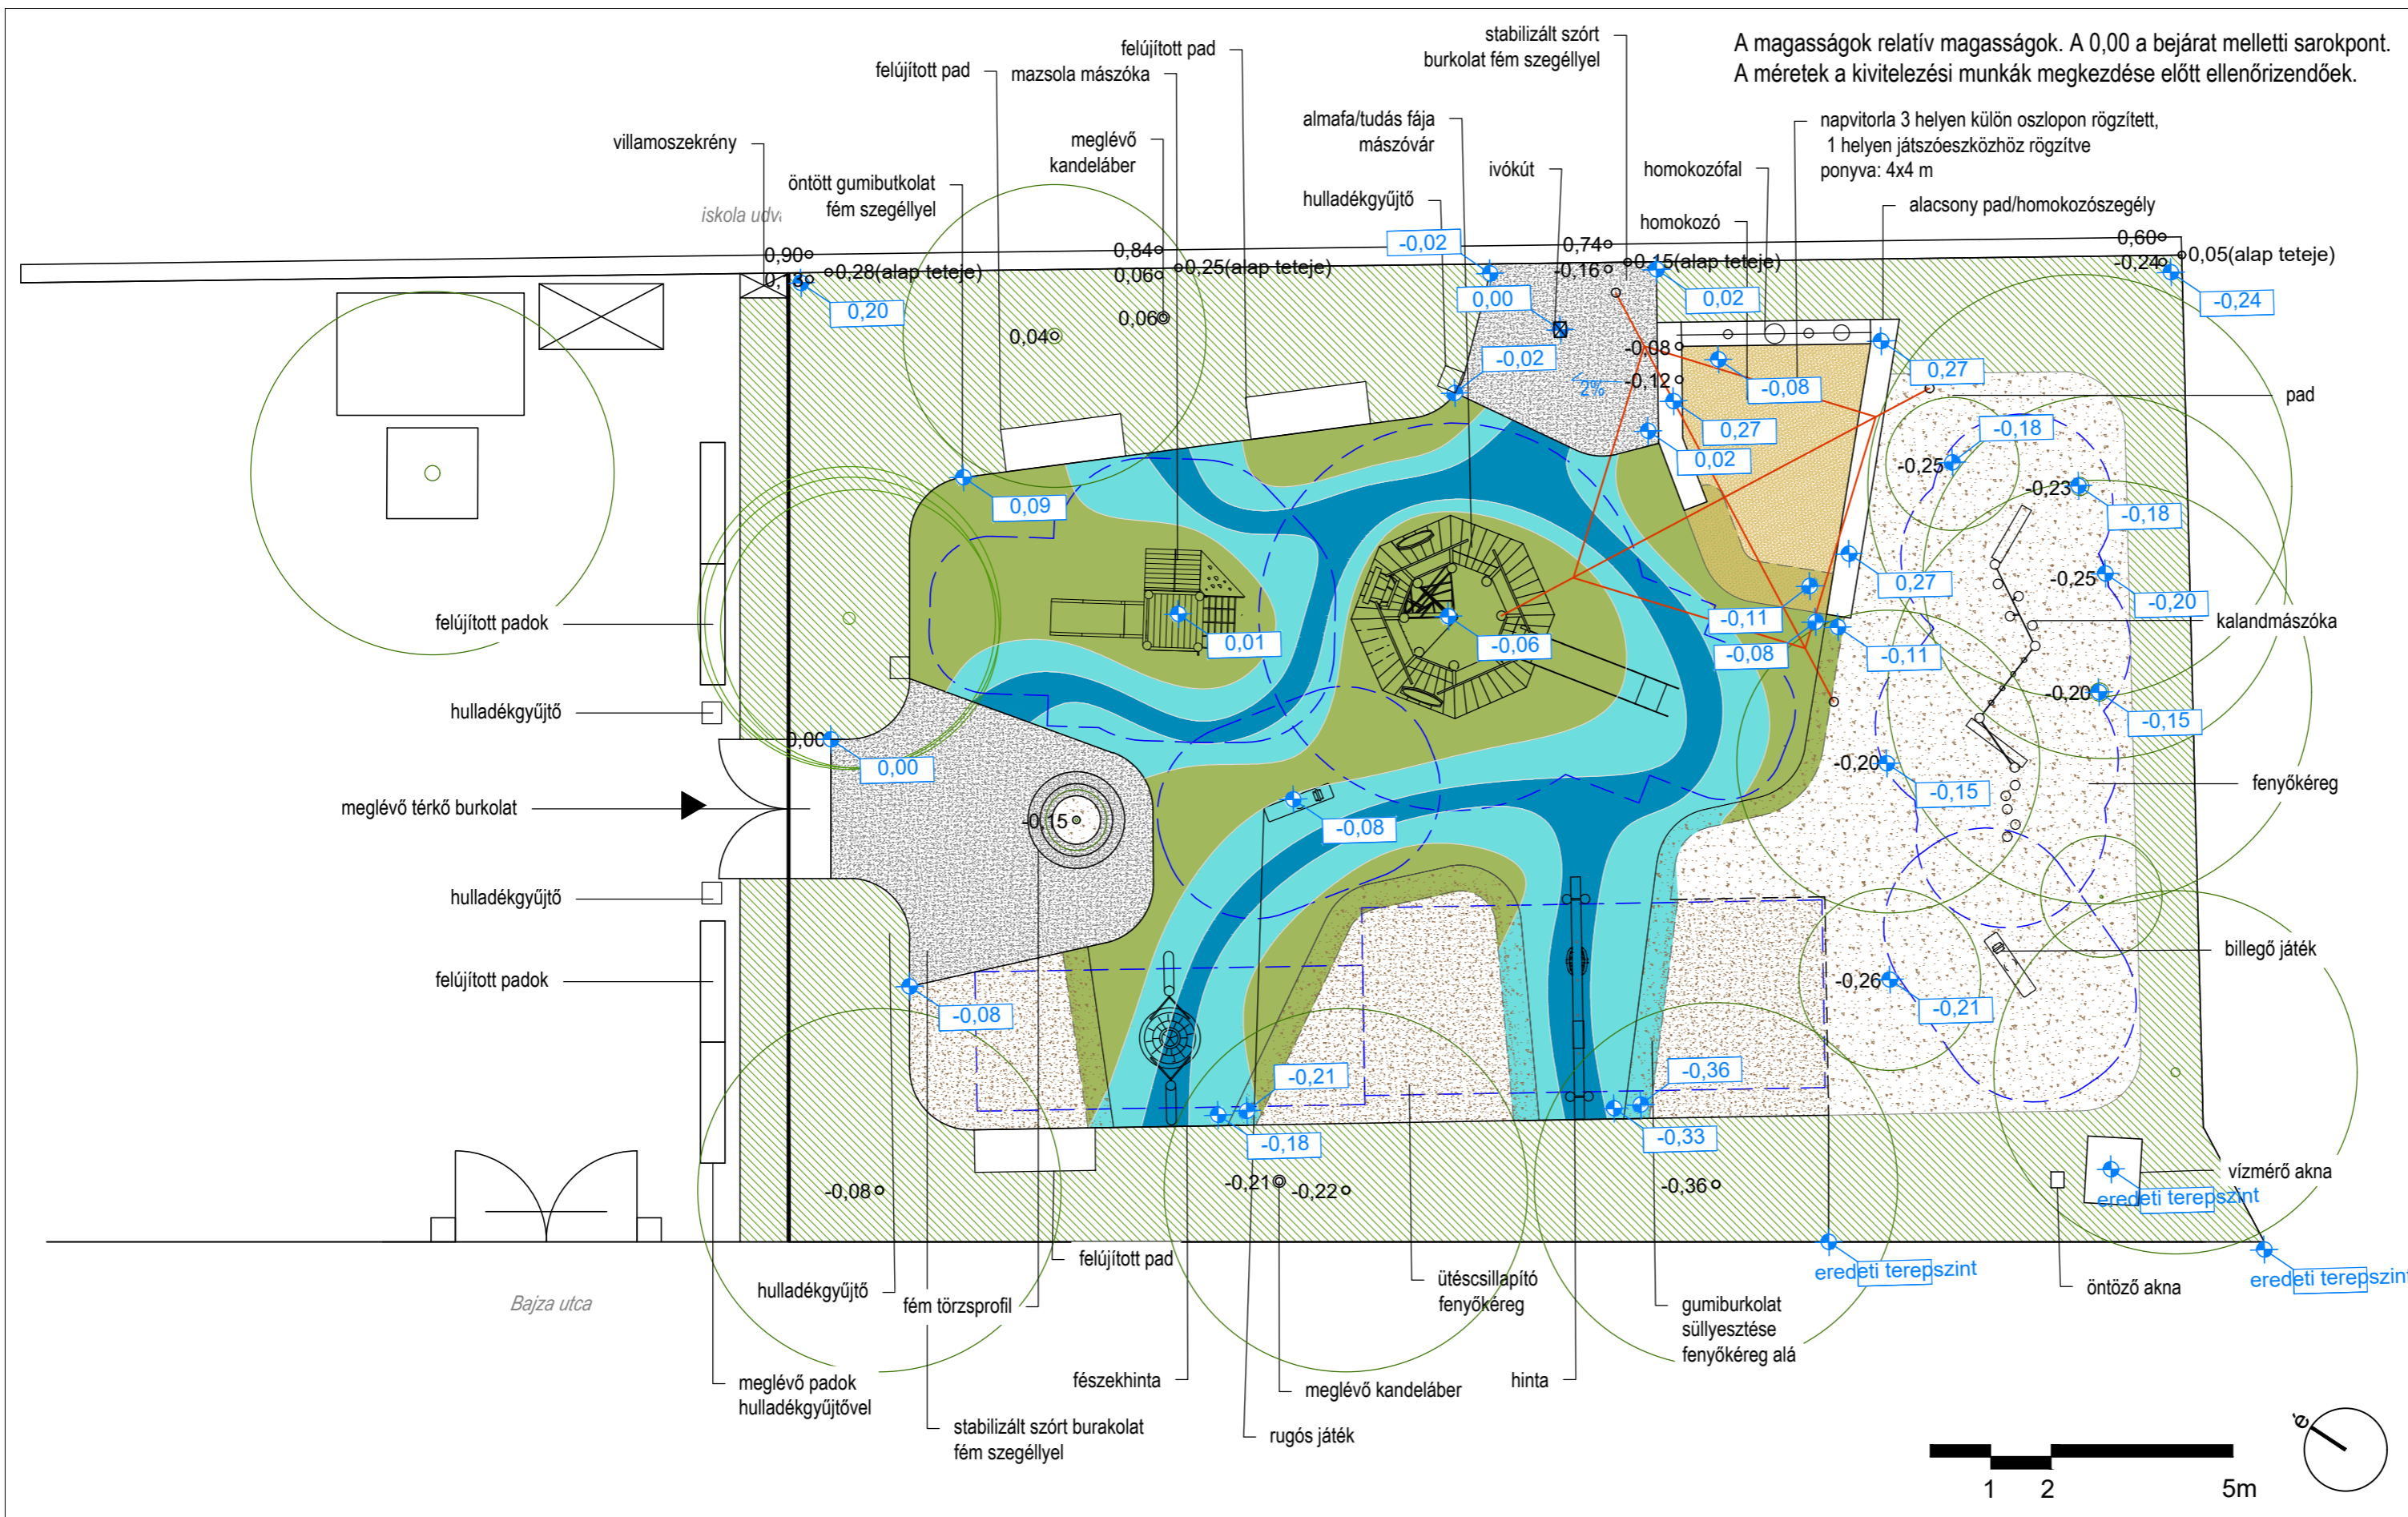 A magasságok relatív magasságok. A 0,00 a bejárat melletti sarokpont.
A méretek a kivitelezési munkák megkezdése előtt ellenőrizendőek.
stabilizált szórt
burkolat fém szegéllyel
felújított pad
felújított pad
mazsola mászóka
napvitorla 3 helyen külön oszlopon rögzített,
1 helyen játszóeszközhöz rögzítve
ponyva: 4x4 m
almafa/tudás fája
mászóvár
meglévő
kandeláber
villamoszekrény
ivókút
homokozófal
öntött gumibutkolat
fém szegéllyel
hulladékgyűjtő
homokozó
alacsony pad/homokozószegély
iskola udv
0,90
0,84
-0,02
0,74
0,60
0,28(alap teteje)
0,06
0,25(alap teteje)
-0,16
0,15(alap teteje)
-0,24
0,05(alap teteje)
0,20
0,00
0,02
-0,24
0,06
0,04
-0,08
-0,02
-0,12
2%
-0,08
0,27
pad
0,27
0,02
-0,18
-0,25
-0,23
-0,18
0,09
-0,25
-0,20
0,27
-0,11
felújított padok
kalandmászóka
0,01
-0,06
-0,08
-0,11
-0,20
-0,15
hulladékgyűjtő
0,00
0,00
-0,20
-0,15
fenyőkéreg
meglévő térkő burkolat
-0,15
-0,08
hulladékgyűjtő
billegő játék
felújított padok
-0,26
-0,21
-0,08
-0,21
-0,36
-0,18
-0,33
-0,08
-0,21
-0,22
-0,36
vízmérő akna
eredeti terepszint
felújított pad
eredeti terepszint
eredeti terepszint
öntöző akna
hulladékgyűjtő
fém törzsprofil
ütéscsillapító
fenyőkéreg
Bajza utca
gumiburkolat
süllyesztése
fenyőkéreg alá
meglévő padok
hulladékgyűjtővel
fészekhinta
meglévő kandeláber
hinta
stabilizált szórt burakolat
fém szegéllyel
rugós játék
é
1 2 5m